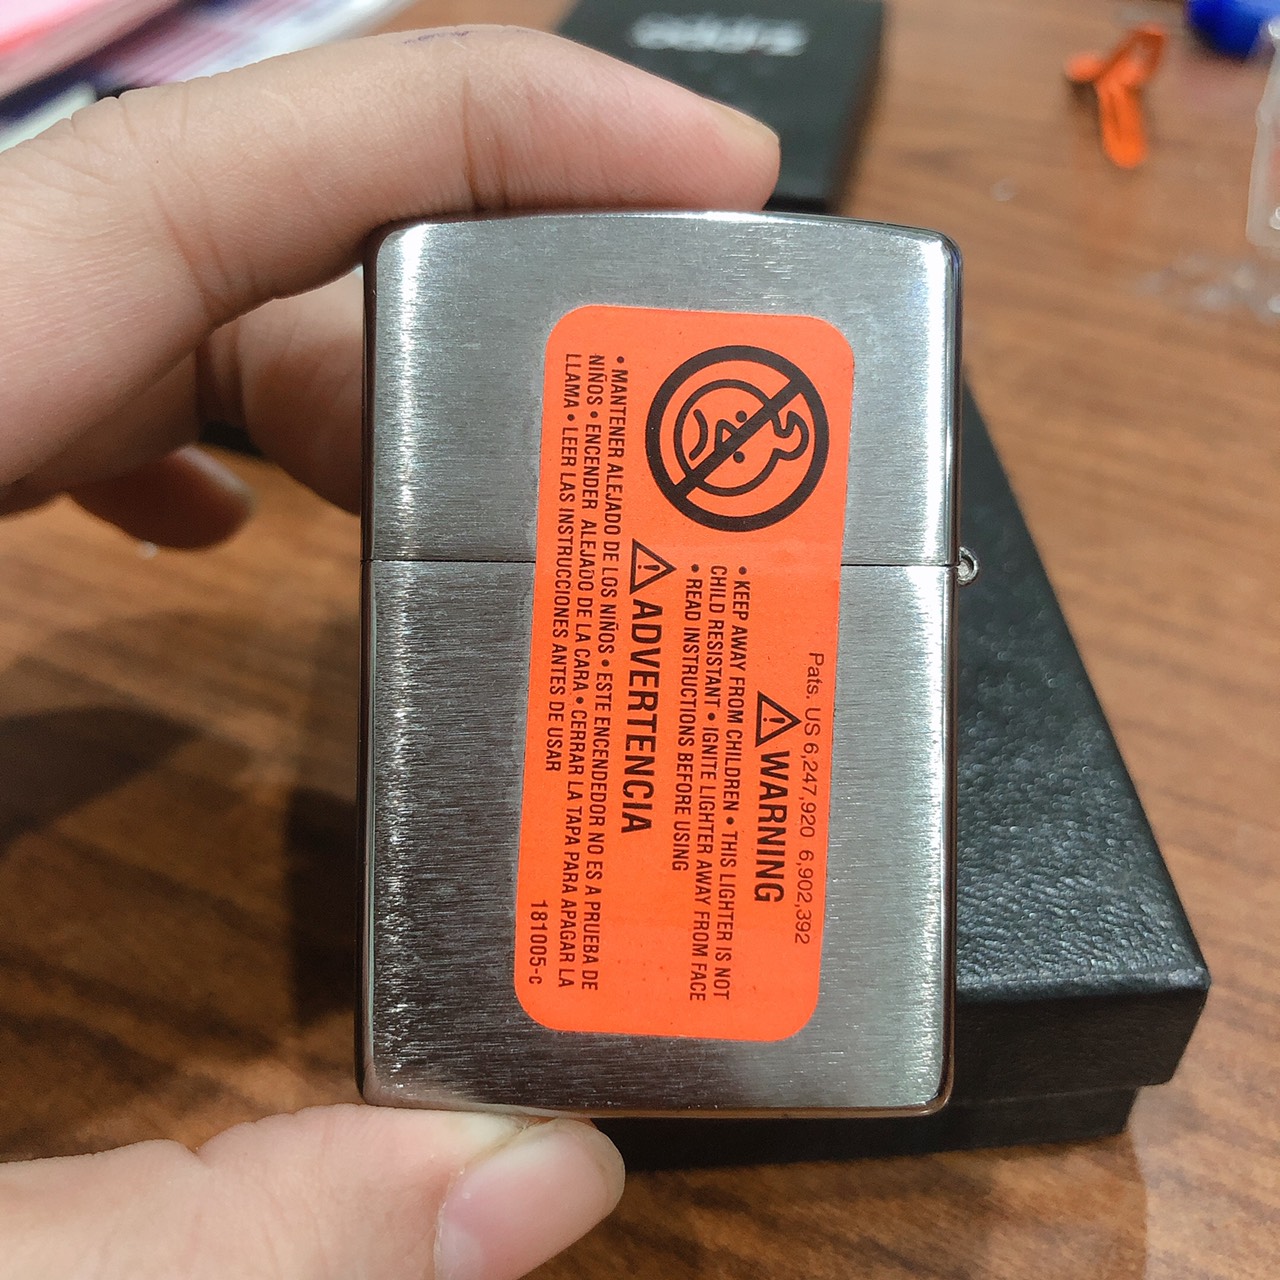 zippo
Pats. US 6,247,920 6,902,392
WARNING
• KEEP AWAY FROM CHILDREN • THIS LIGHTER IS NOT
CHILD RESISTANT • IGNITE LIGHTER AWAY FROM FACE
• READ INSTRUCTIONS BEFORE USING
ADVERTENCIA
• MANTENER ALEJADO DE LOS NIÑOS • ESTE ENCENDEDOR NO ES A PRUEBA DE
NIÑOS • ENCENDER ALEJADO DE LA CARA • CERRAR LA TAPA PARA APAGAR LA
LLAMA • LEER LAS INSTRUCCIONES ANTES DE USAR
181005-c